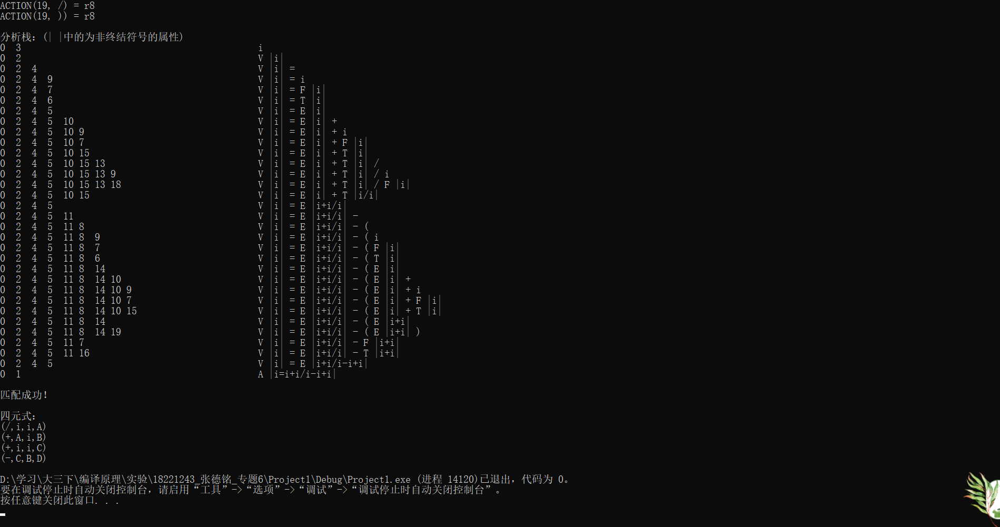 ACTION(19, /) = r8
ACTION(19, )) = r8
分析栈：(| |中的为非终结符号的属性)
0 3 i
0 2 V |i|
0 2 4 V |i| =
0 2 4 9 V |i| = i
0 2 4 7 V |i| = F |i|
0 2 4 6 V |i| = T |i|
0 2 4 5 V |i| = E |i|
0 2 4 5 10 V |i| = E |i| +
0 2 4 5 10 9 V |i| = E |i| + i
0 2 4 5 10 7 V |i| = E |i| + F |i|
0 2 4 5 10 15 V |i| = E |i| + T |i|
0 2 4 5 10 15 13 V |i| = E |i| + T |i| /
0 2 4 5 10 15 13 9 V |i| = E |i| + T |i| / i
0 2 4 5 10 15 13 18 V |i| = E |i| + T |i| / F |i|
0 2 4 5 10 15 V |i| = E |i| + T |i/i|
0 2 4 5 V |i| = E |i+i/i|
0 2 4 5 11 V |i| = E |i+i/i| -
0 2 4 5 11 8 V |i| = E |i+i/i| - (
0 2 4 5 11 8 9 V |i| = E |i+i/i| - ( i
0 2 4 5 11 8 7 V |i| = E |i+i/i| - ( F |i|
0 2 4 5 11 8 6 V |i| = E |i+i/i| - ( T |i|
0 2 4 5 11 8 14 V |i| = E |i+i/i| - ( E |i|
0 2 4 5 11 8 14 10 V |i| = E |i+i/i| - ( E |i| +
0 2 4 5 11 8 14 10 9 V |i| = E |i+i/i| - ( E |i| + i
0 2 4 5 11 8 14 10 7 V |i| = E |i+i/i| - ( E |i| + F |i|
0 2 4 5 11 8 14 10 15 V |i| = E |i+i/i| - ( E |i| + T |i|
0 2 4 5 11 8 14 V |i| = E |i+i/i| - ( E |i+i|
0 2 4 5 11 8 14 19 V |i| = E |i+i/i| - ( E |i+i| )
0 2 4 5 11 7 V |i| = E |i+i/i| - F |i+i|
0 2 4 5 11 16 V |i| = E |i+i/i| - T |i+i|
0 2 4 5 V |i| = E |i+i/i-i+i|
0 1 A |i=i+i/i-i+i|
匹配成功!
四元式：
(/,i,i,A)
(+,A,i,B)
(+,i,i,C)
(-,C,B,D)
D:\学习\大三下\编译原理\实验\18221243_张德铭_专题6\Project1\Debug\Project1.exe (进程 14120)已退出，代码为 0。
要在调试停止时自动关闭控制台，请启用“工具”->“选项”->“调试”->“调试停止时自动关闭控制台”。
按任意键关闭此窗口. . .